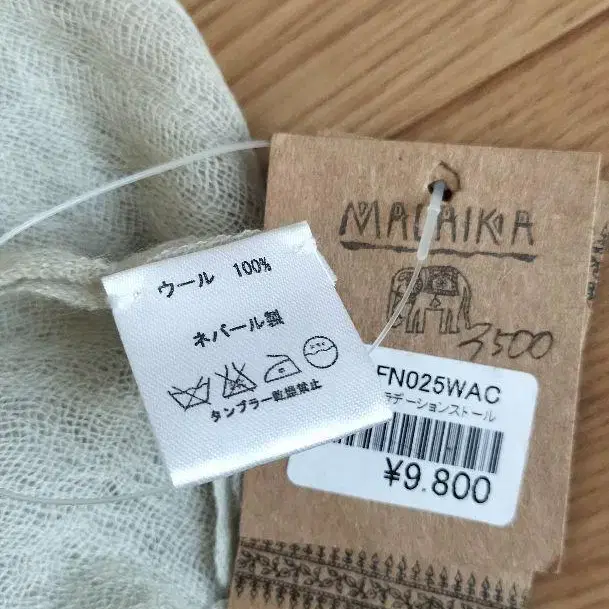 ウール 100%
ネパール製
タンブラー乾燥禁止
MALAIKA
3500
FN025WAC
デーションストール
¥9.800